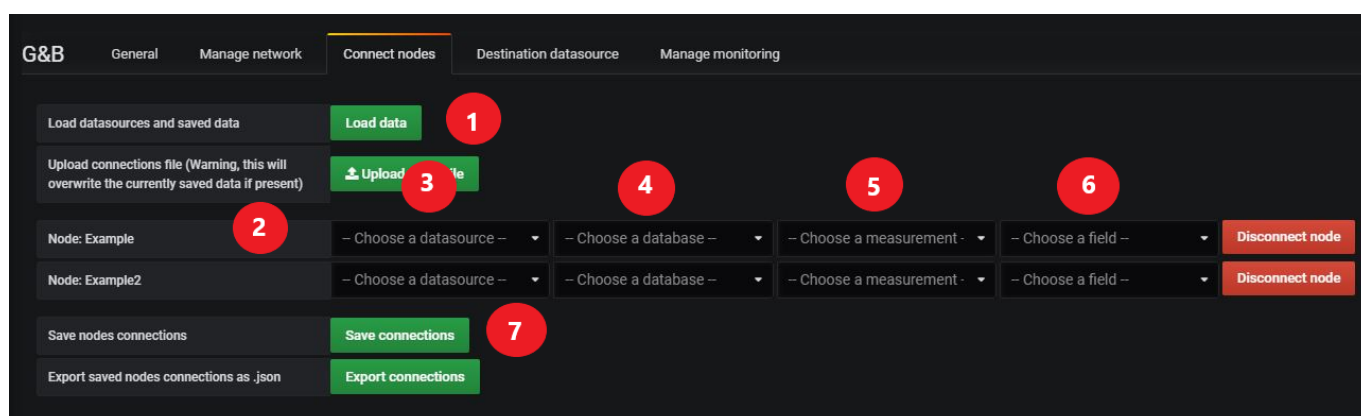 G&B General Manage network Connect nodes Destination datasource Manage monitoring
Load datasources and saved data Load data 1
Upload connections file (Warning, this will
overwrite the currently saved data if present) Upload
3 4 5 6
2
Node: Example -- Choose a datasource -- -- Choose a database -- -- Choose a measurement - -- Choose a field -- Disconnect node
Node: Example2 -- Choose a datasource -- -- Choose a database -- -- Choose a measurement - -- Choose a field -- Disconnect node
Save nodes connections Save connections 7
Export saved nodes connections as .json Export connections